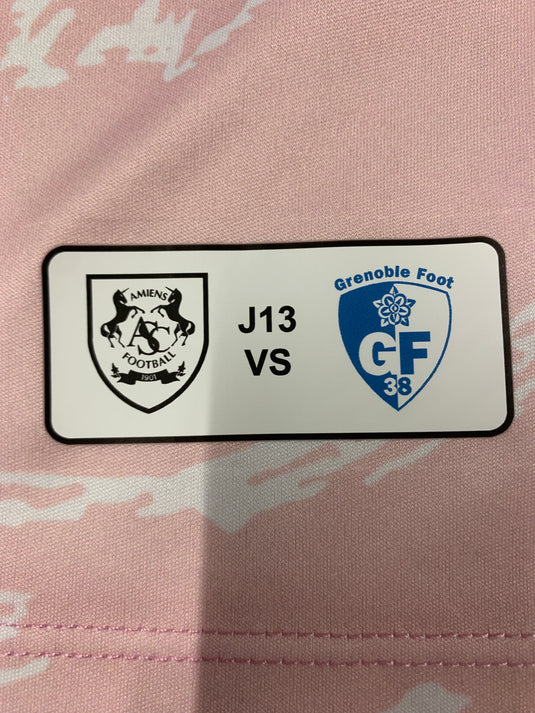 AMIENS
ASC
FOOTBALL
1901
J13
VS
Grenoble Foot
GF
38